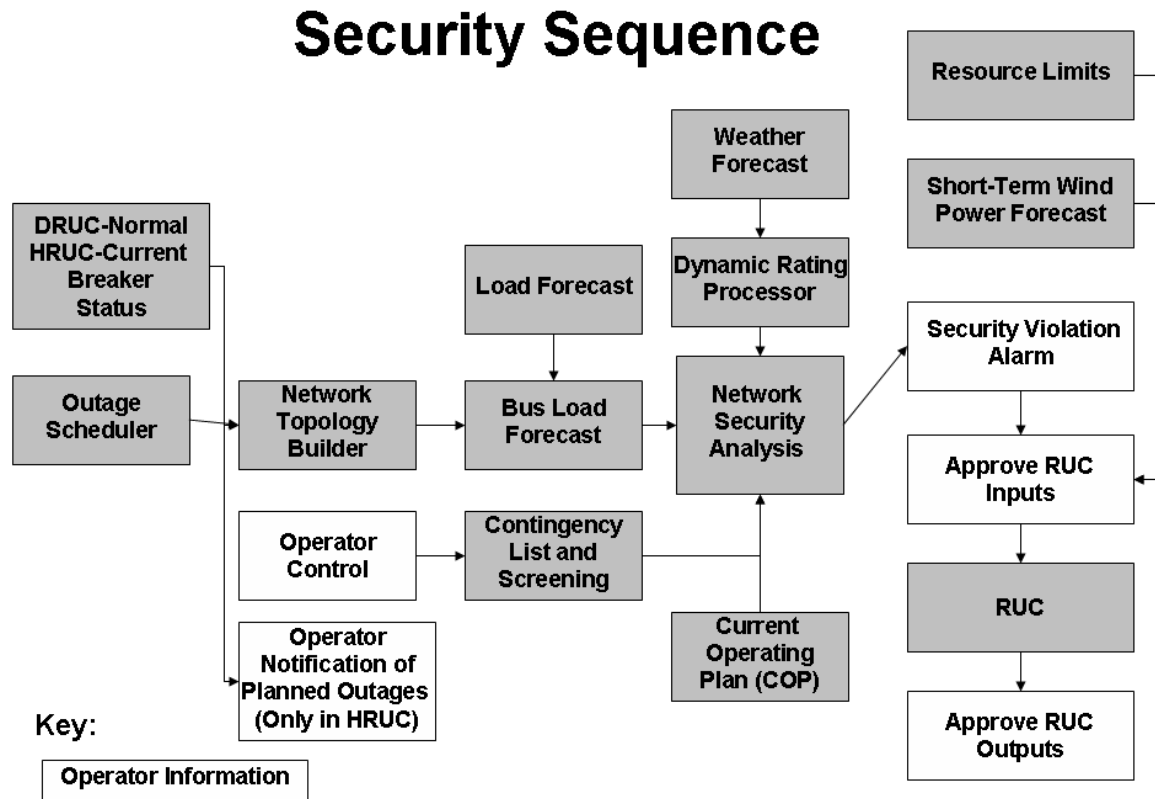 Security Sequence
Resource Limits
Weather
Forecast
Short-Term Wind
Power Forecast
DRUC-Normal
HRUC-Current
Breaker
Status
Load Forecast
Dynamic Rating
Processor
Security Violation
Alarm
Outage
Scheduler
Network
Topology
Builder
Bus Load
Forecast
Network
Security
Analysis
Approve RUC
Inputs
Operator
Control
Contingency
List and
Screening
RUC
Operator
Notification of
Planned Outages
(Only in HRUC)
Current
Operating
Plan (COP)
Approve RUC
Outputs
Key:
Operator Information